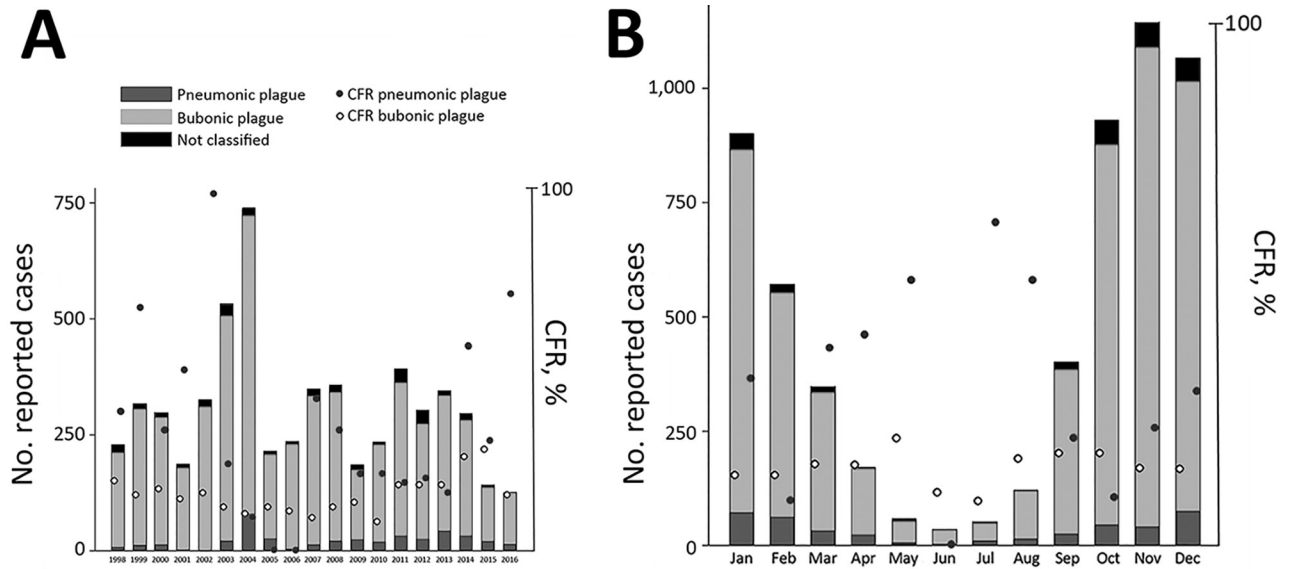 A
Pneumonic plague
Bubonic plague
Not classified
CFR pneumonic plague
CFR bubonic plague
No. reported cases
750
500
250
0
100
CFR, %
1998 1999 2000 2001 2002 2003 2004 2005 2006 2007 2008 2009 2010 2011 2012 2013 2014 2015 2016
B
No. reported cases
1,000
750
500
250
0
100
CFR, %
Jan Feb Mar Apr May Jun Jul Aug Sep Oct Nov Dec